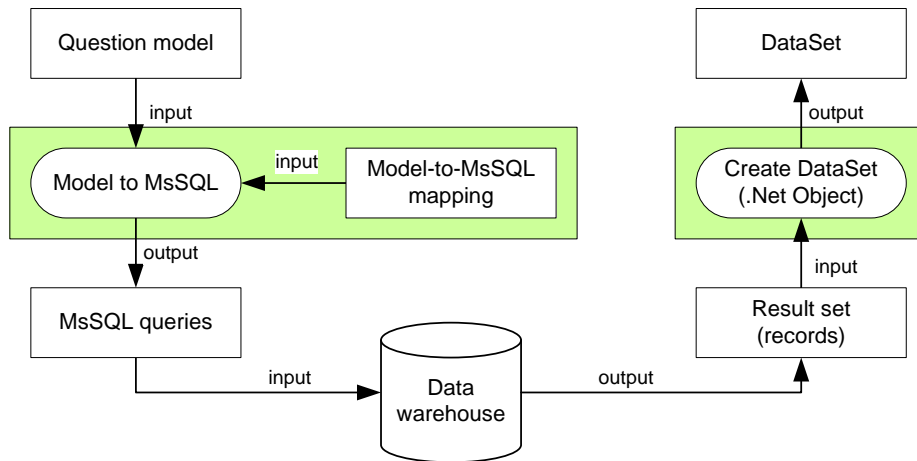 Question model
DataSet
input
output
Model to MsSQL
input
Model-to-MsSQL
mapping
Create DataSet
(.Net Object)
output
input
MsSQL queries
Result set
(records)
input
Data
warehouse
output